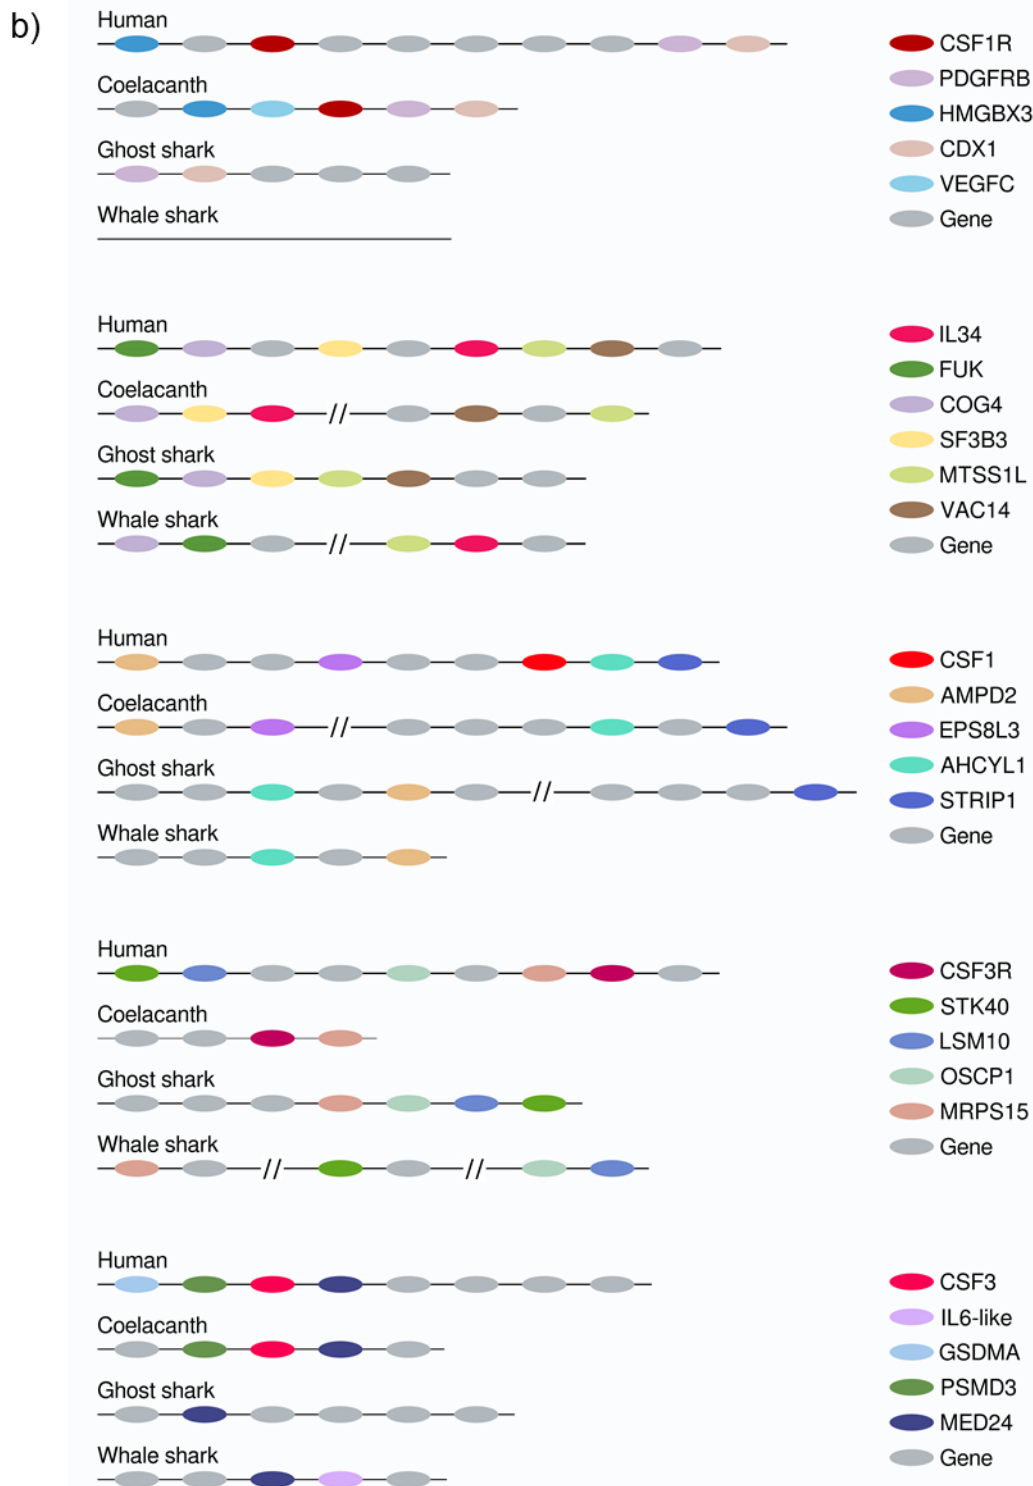 b)
Human
Coelacanth
Ghost shark
Whale shark
CSF1R
PDGFRB
HMGBX3
CDX1
VEGFC
Gene
Human
Coelacanth
//
Ghost shark
Whale shark
//
IL34
FUK
COG4
SF3B3
MTSS1L
VAC14
Gene
Human
Coelacanth
//
Ghost shark
//
Whale shark
CSF1
AMPD2
EPS8L3
AHCYL1
STRIP1
Gene
Human
Coelacanth
Ghost shark
Whale shark
// //
CSF3R
STK40
LSM10
OSCP1
MRPS15
Gene
Human
Coelacanth
Ghost shark
Whale shark
CSF3
IL6-like
GSDMA
PSMD3
MED24
Gene